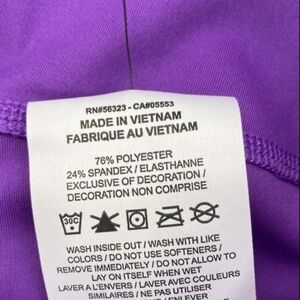 RN#56323 - CA#05553
MADE IN VIETNAM
FABRIQUE AU VIETNAM
76% POLYESTER
24% SPANDEX / ELASTHANNE
EXCLUSIVE OF DECORATION /
DECORATION NON COMPRISE
30C
WASH INSIDE OUT / WASH WITH LIKE
COLORS / DO NOT USE SOFTENERS /
REMOVE IMMEDIATELY / DO NOT ALLOW TO
LAY ON ITSELF WHEN WET
LAVER A L'ENVERS / LAVER AVEC COULEURS
SIMILAIRES / NE PAS UTILISER